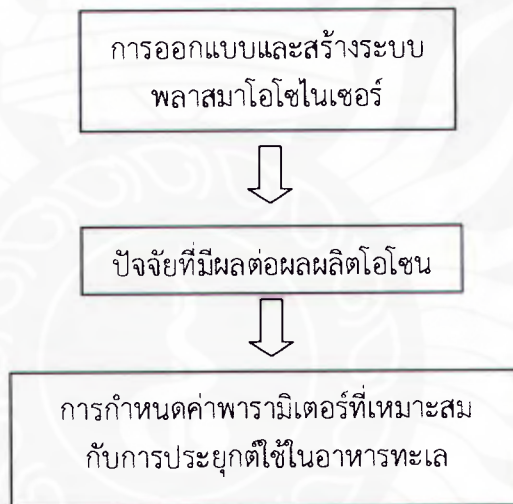 การออกแบบและสร้างระบบ
พลาสมาโอโซไนเซอร์
ปัจจัยที่มีผลต่อผลผลิตโอโซน
การกำหนดค่าพารามิเตอร์ที่เหมาะสม
กับการประยุกต์ใช้ในอาหารทะเล